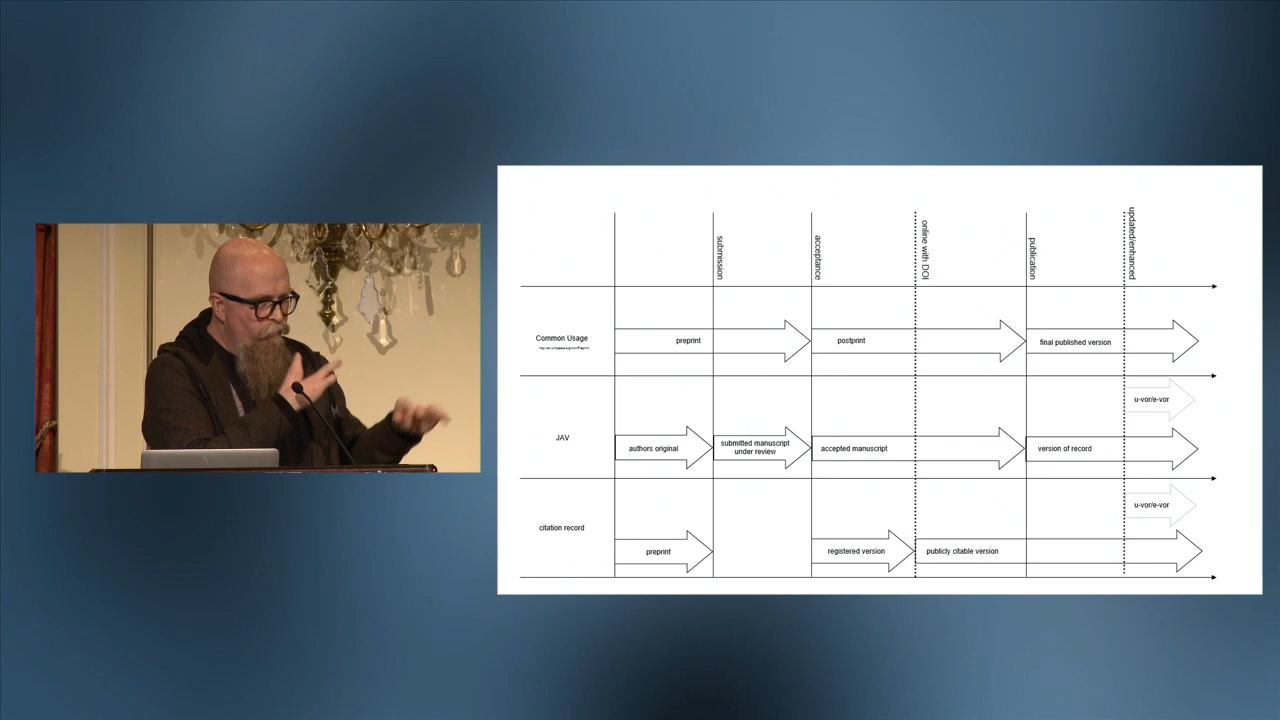 submission
acceptance
online with DOI
publication
updated/enhanced
Common Usage
preprint
postprint
final published version
u-vor/e-vor
JAV
authors original
submitted manuscript
under review
accepted manuscript
version of record
u-vor/e-vor
citation record
preprint
registered version
publicly citable version